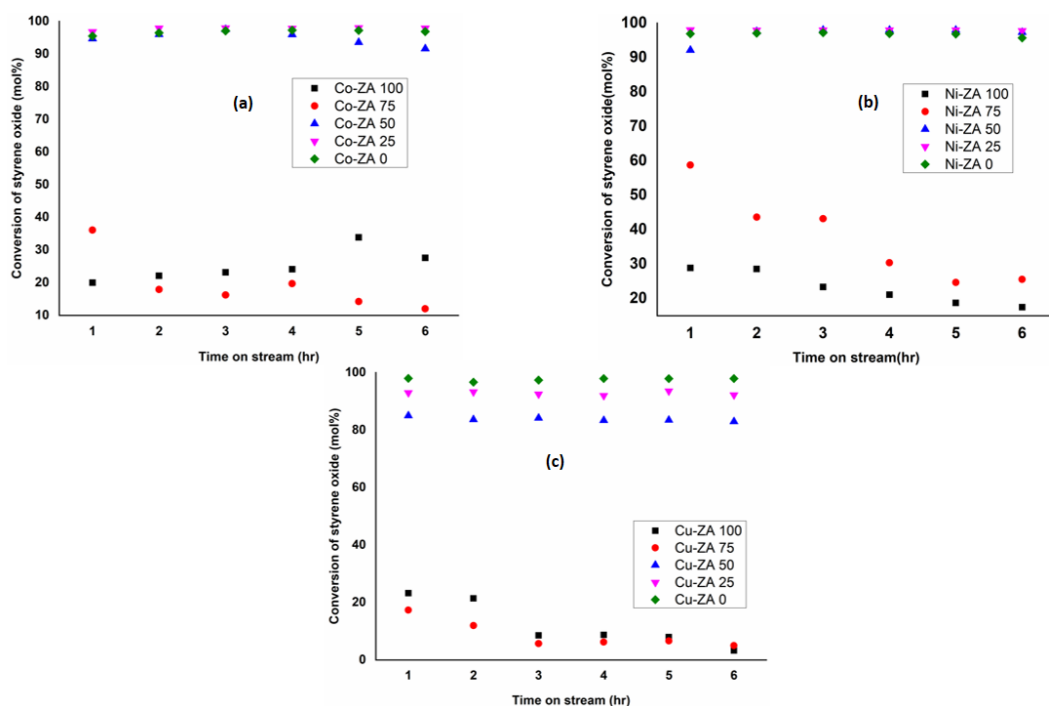 Conversion of styrene oxide (mol%)
100
90
80
70
60
50
40
30
20
10
(a)
Co-ZA 100
Co-ZA 75
Co-ZA 50
Co-ZA 25
Co-ZA 0
1 2 3 4 5 6
Time on stream (hr)
Conversion of styrene oxide(mol%)
100
90
80
70
60
50
40
30
20
(b)
Ni-ZA 100
Ni-ZA 75
Ni-ZA 50
Ni-ZA 25
Ni-ZA 0
1 2 3 4 5 6
Time on stream(hr)
Conversion of styrene oxide (mol%)
100
80
60
40
20
0
(c)
Cu-ZA 100
Cu-ZA 75
Cu-ZA 50
Cu-ZA 25
Cu-ZA 0
1 2 3 4 5 6
Time on stream (hr)